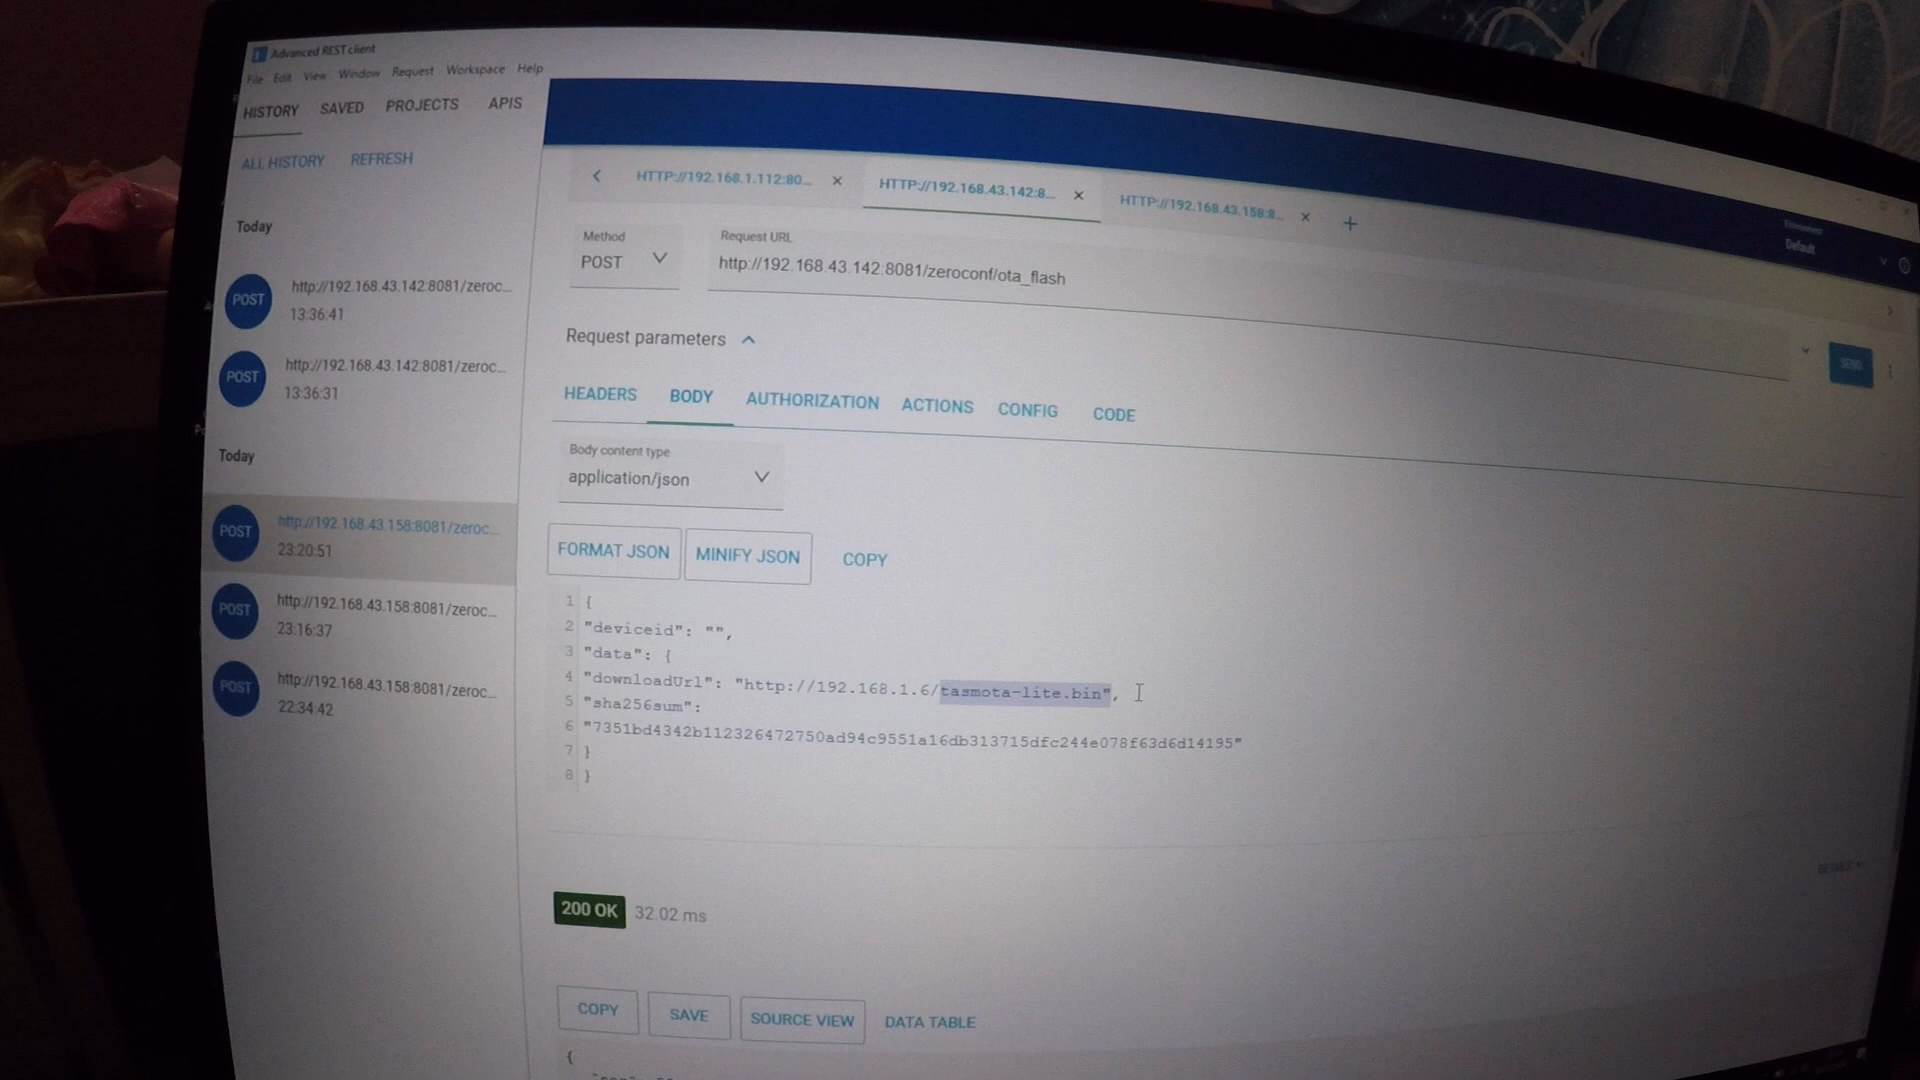 Advanced REST client
File Edit View Window Request Workspace Help
HISTORY SAVED PROJECTS APIS
ALL HISTORY REFRESH
Today
POST http://192.168.43.142:8081/zeroc...
13:36:41
POST http://192.168.43.142:8081/zeroc...
13:36:31
Today
POST http://192.168.43.158:8081/zeroc...
23:20:51
POST http://192.168.43.158:8081/zeroc...
23:16:37
POST http://192.168.43.158:8081/zeroc...
22:34:42
HTTP://192.168.1.112:80... HTTP://192.168.43.142:8... HTTP://192.168.43.158:8...
Environment
Default
Method
POST
Request URL
http://192.168.43.142:8081/zeroconf/ota_flash
SEND
Request parameters
HEADERS BODY AUTHORIZATION ACTIONS CONFIG CODE
Body content type
application/json
FORMAT JSON MINIFY JSON COPY
1 {
2 "deviceid": "",
3 "data": {
4 "downloadUrl": "http://192.168.1.6/tasmota-lite.bin",
5 "sha256sum":
6 "7351bd4342b112326472750ad94c9551a16db313715dfc244e078f63d6d14195"
7 }
8 }
DETAILS
200 OK 32.02 ms
COPY SAVE SOURCE VIEW DATA TABLE
{